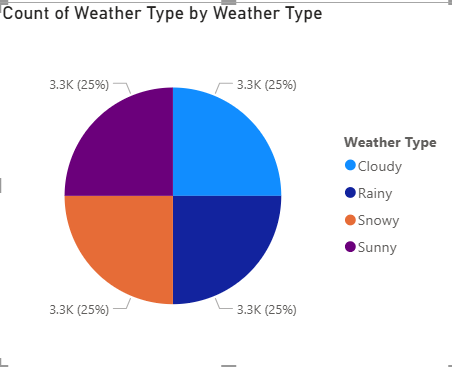 Count of Weather Type by Weather Type
3.3K (25%) 3.3K (25%)
Weather Type
Cloudy
Rainy
Snowy
Sunny
3.3K (25%) 3.3K (25%)